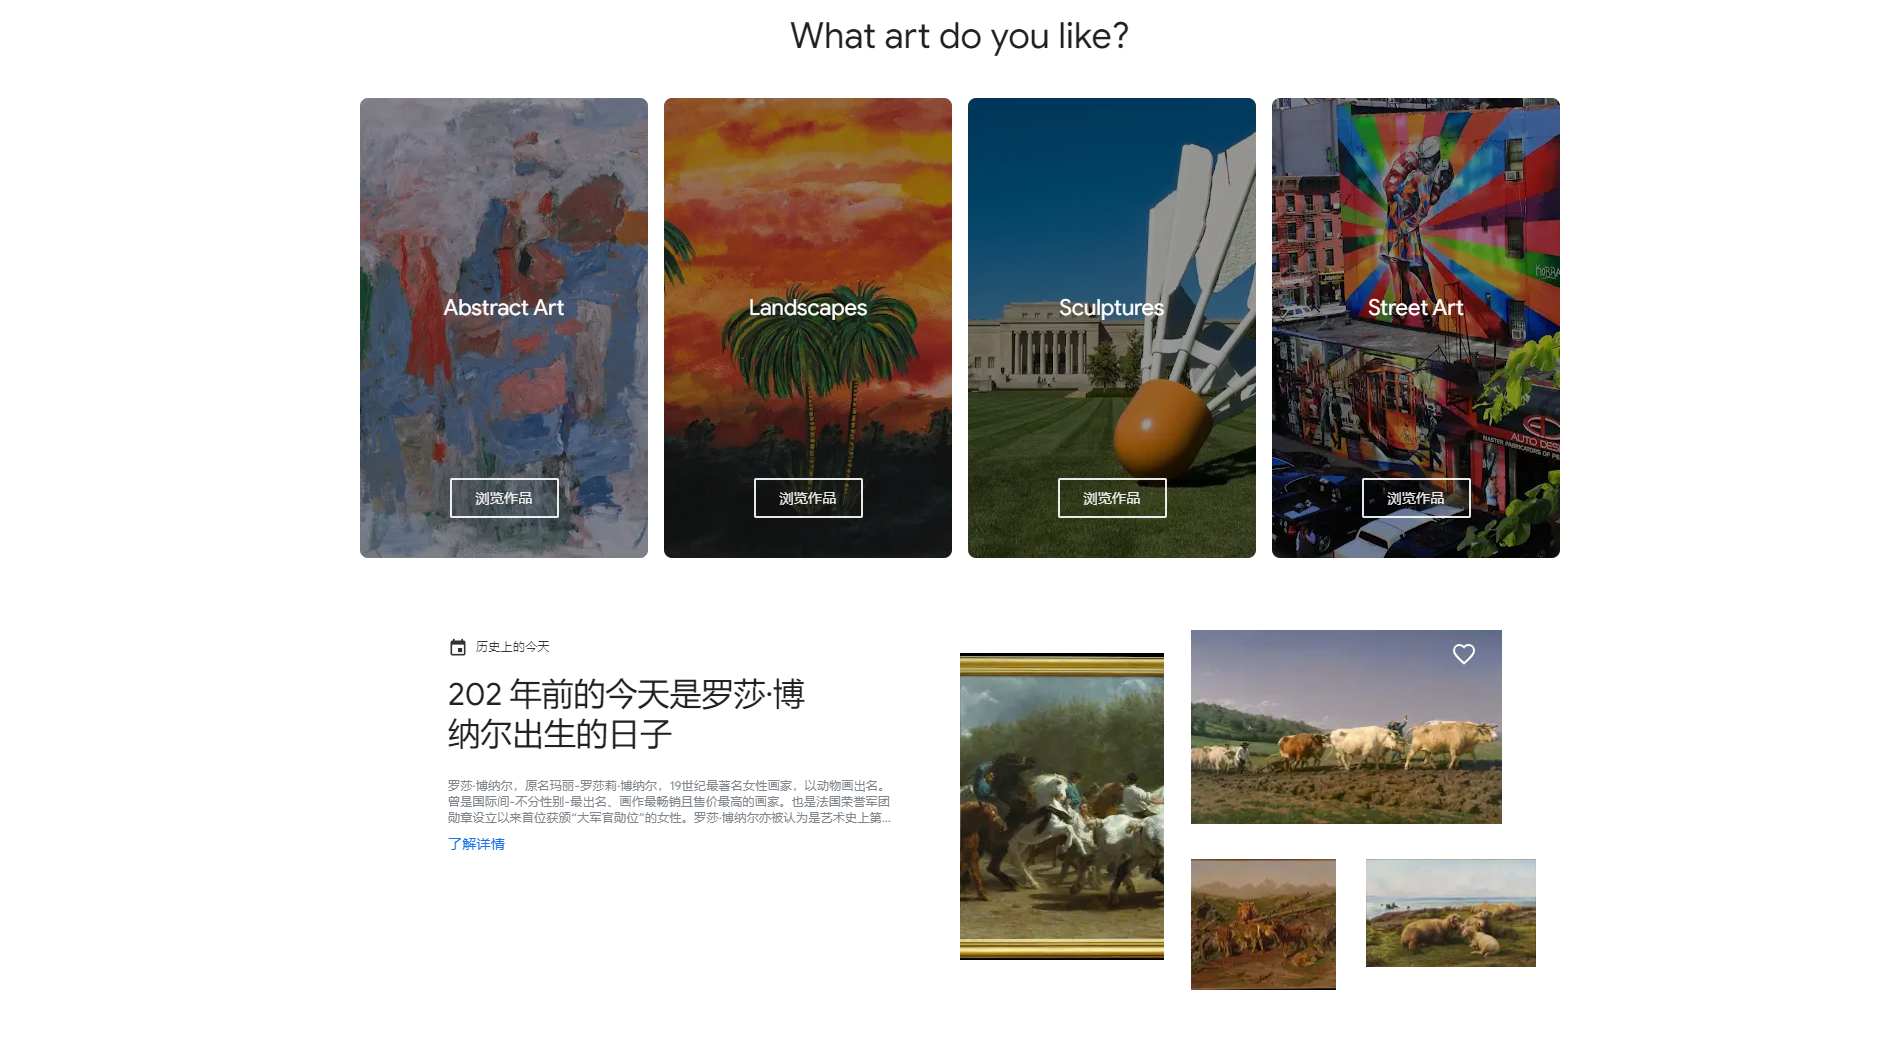 What art do you like?
Abstract Art
浏览作品
Landscapes
浏览作品
Sculptures
浏览作品
Street Art
浏览作品
历史上的今天
202 年前的今天是罗莎·博
纳尔出生的日子
罗莎·博纳尔，原名玛丽-罗莎莉·博纳尔，19世纪最著名女性画家，以动物画出名。
曾是国际间-不分性别-最出名、画作最畅销且售价最高的画家。也是法国荣誉军团
勋章设立以来首位获颁“大军官勋位”的女性。罗莎·博纳尔亦被认为是艺术史上第...
了解详情